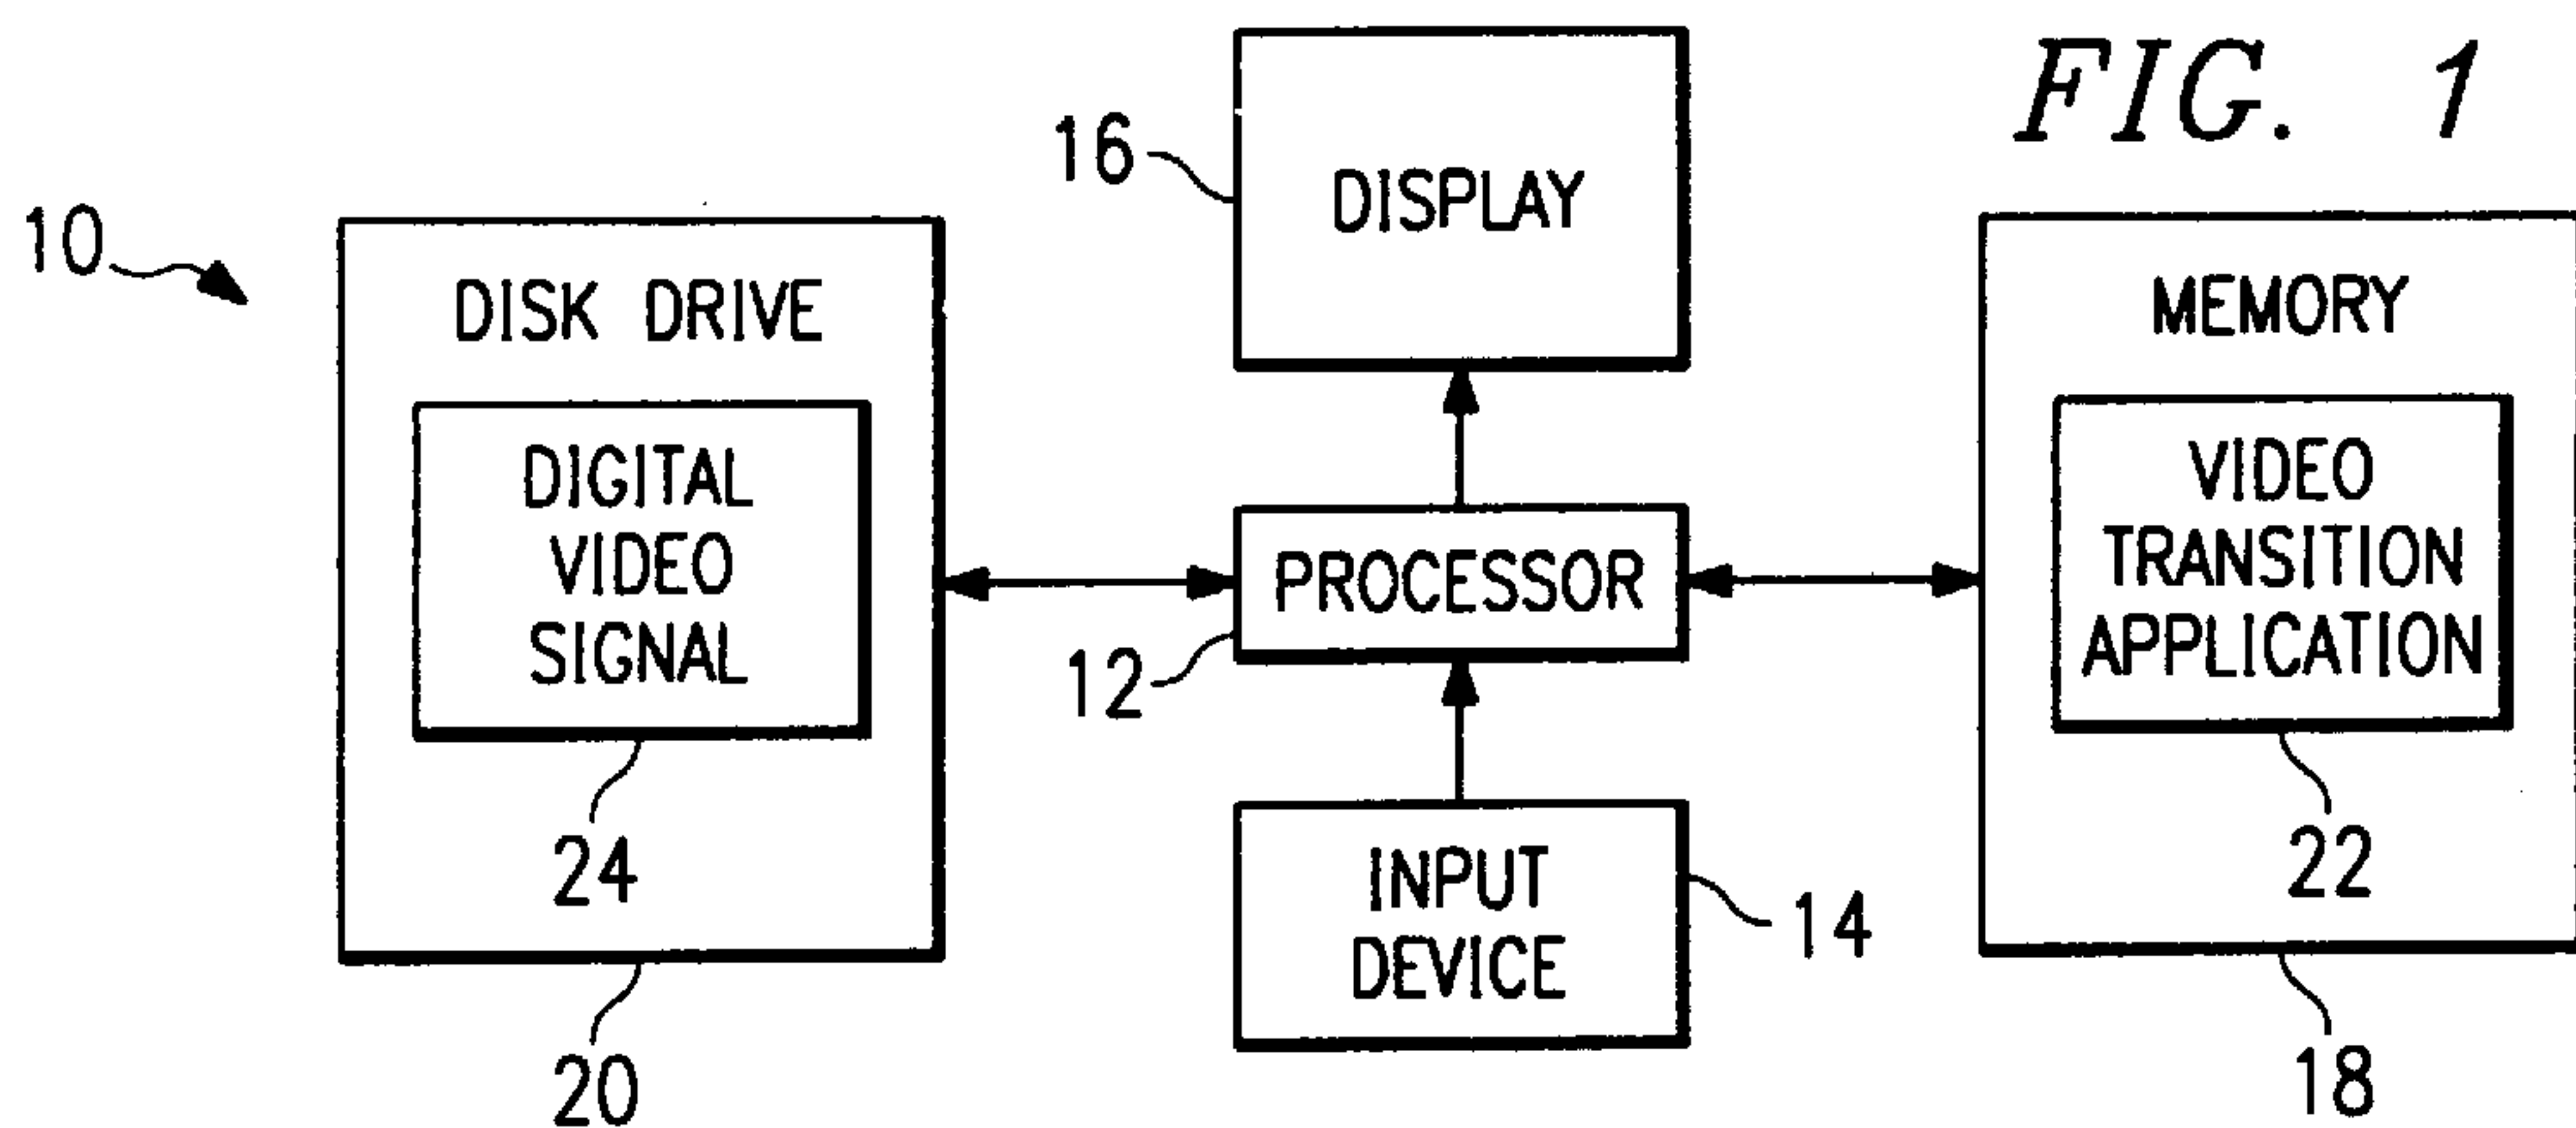 FIG. 1
10
DISK DRIVE
DIGITAL
VIDEO
SIGNAL
24
20
16
DISPLAY
PROCESSOR
12
INPUT
DEVICE
14
MEMORY
VIDEO
TRANSITION
APPLICATION
22
18